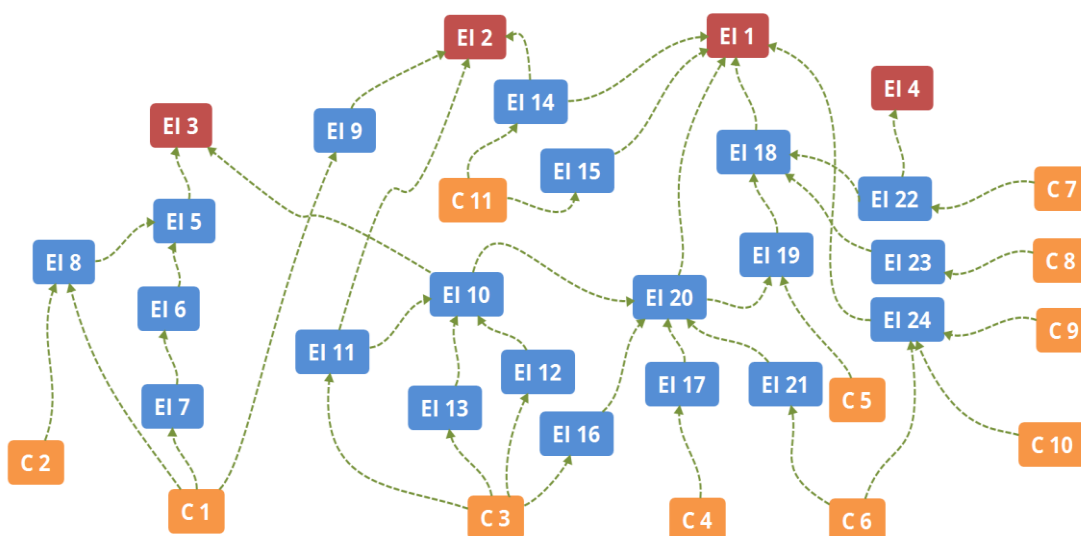 EI 2
EI 1
EI 4
EI 14
EI 3
EI 9
EI 18
EI 15
C 11
EI 22
C 7
EI 5
EI 8
EI 19
EI 23
C 8
EI 10
EI 20
EI 6
EI 24
C 9
EI 11
EI 12
EI 17
EI 21
EI 7
EI 13
C 5
EI 16
C 10
C 2
C 1
C 3
C 4
C 6